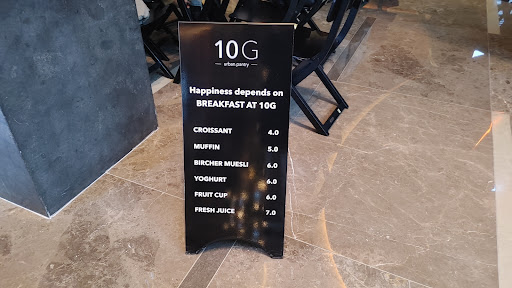 10G
urban.pantry
Happiness depends on
BREAKFAST AT 10G
CROISSANT 4.0
MUFFIN 5.0
BIRCHER MUESLI 6.0
YOGHURT 6.0
FRUIT CUP 6.0
FRESH JUICE 7.0